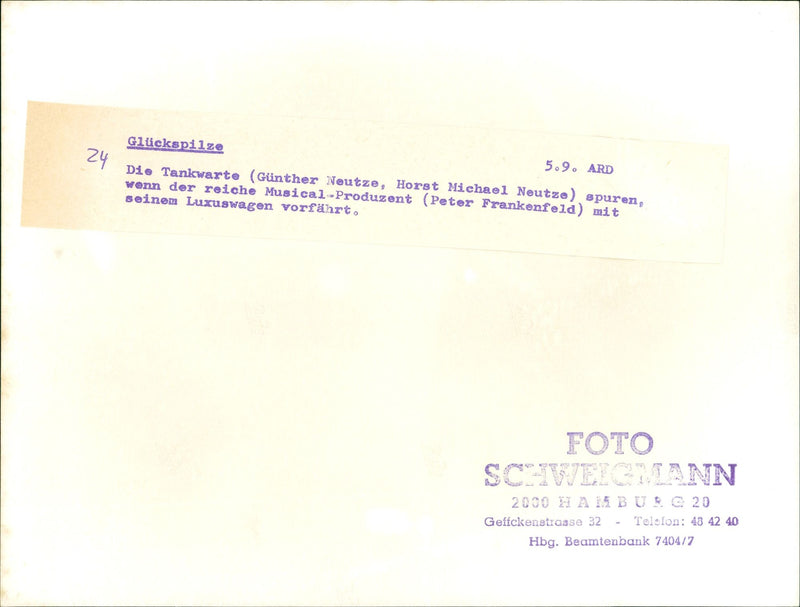 Glückspilze
5.9. ARD
24
Die Tankwarte (Günther Neutze, Horst Michael Neutze) spuren,
wenn der reiche Musical-Produzent (Peter Frankenfeld) mit
seinem Luxuswagen vorfährt.
FOTO
SCHWEIGMANN
2000 HAMBURG 20
Geffckenstrasse 32 - Telefon: 48 42 40
Hbg. Beamtenbank 7404/7